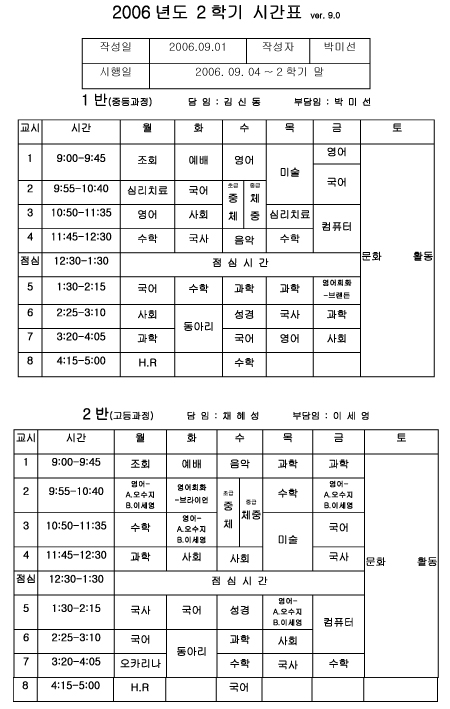 2006년도 2학기 시간표 ver. 9.0
작성일 2006.09.01 작성자 박미선
시행일 2006. 09. 04 ~ 2학기 말
1 반(중등과정) 담 임 : 김 신 동 부담임 : 박 미 선
교시 시간 월 화 수 목 금 토
1 9:00-9:45 조회 예배 영어 미술 영어
국어
2 9:55-10:40 심리치료 국어 초급 중 체 중급 체 중
3 10:50-11:35 영어 사회 심리치료 컴퓨터
4 11:45-12:30 수학 국사 음악 수학
점심 12:30-1:30 점 심 시 간
문화 활동
5 1:30-2:15 국어 수학 과학 과학 영어회화 -브랜든
6 2:25-3:10 사회 동아리 성경 국사 과학
7 3:20-4:05 과학 국어 영어 사회
8 4:15-5:00 H.R 수학
2 반(고등과정) 담 임 : 채 혜 성 부담임 : 이 세 영
교시 시간 월 화 수 목 금 토
1 9:00-9:45 조회 예배 음악 과학 과학
2 9:55-10:40 영어- A.오수지 B.이세영 영어회화 -브라이언 초급 중 체 중급 체중 수학 영어- A.오수지 B.이세영
3 10:50-11:35 수학 영어- A.오수지 B.이세영 미술 국어
4 11:45-12:30 과학 사회 사회 국사
문화 활동
점심 12:30-1:30 점 심 시 간
5 1:30-2:15 국사 국어 성경 영어- A.오수지 B.이세영 컴퓨터
6 2:25-3:10 국어 동아리 과학 사회
7 3:20-4:05 오카리나 수학 국사 수학
8 4:15-5:00 H.R 국어